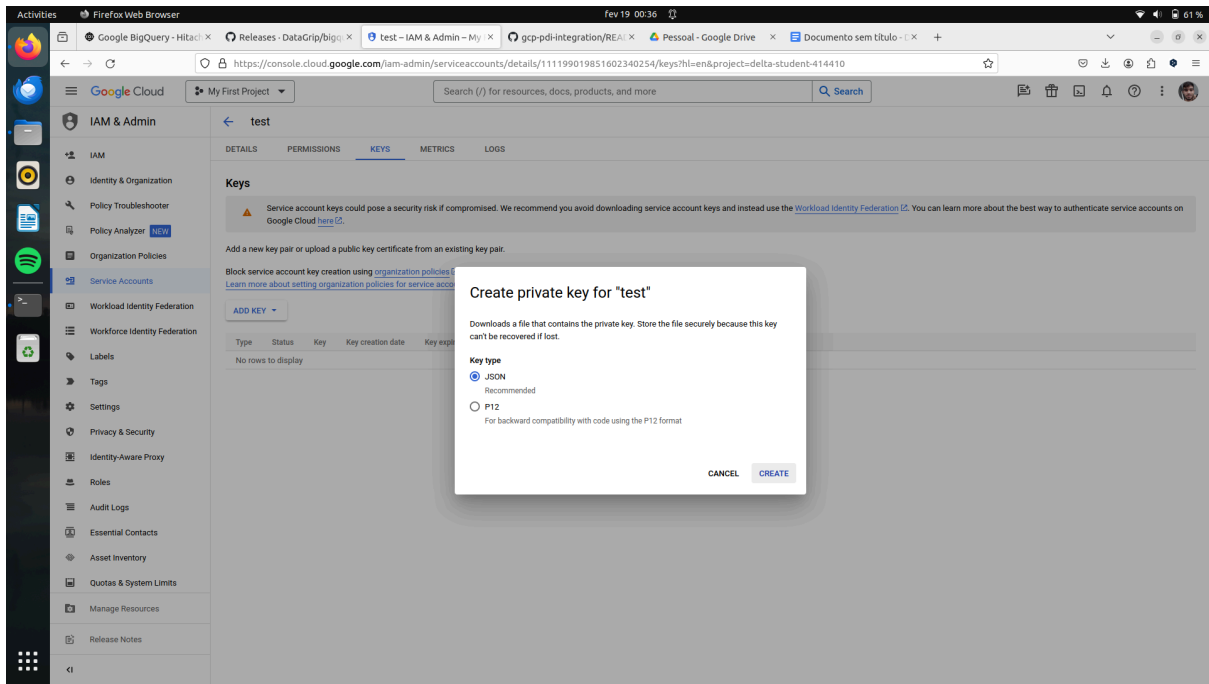 Activities
Firefox Web Browser
fev 19 00:36
61 %
Google BigQuery - Hitach
Releases · DataGrip/bigq
test – IAM & Admin – My
gcp-pdi-integration/REA
Pessoal - Google Drive
Documento sem título - D
https://console.cloud.google.com/iam-admin/serviceaccounts/details/111199019851602340254/keys?hl=en&project=delta-student-414410
Google Cloud
My First Project
Search (/) for resources, docs, products, and more
Search
IAM & Admin
IAM
Identity & Organization
Policy Troubleshooter
Policy Analyzer NEW
Organization Policies
Service Accounts
Workload Identity Federation
Workforce Identity Federation
Labels
Tags
Settings
Privacy & Security
Identity-Aware Proxy
Roles
Audit Logs
Essential Contacts
Asset Inventory
Quotas & System Limits
Manage Resources
Release Notes
test
DETAILS PERMISSIONS KEYS METRICS LOGS
Keys
Service account keys could pose a security risk if compromised. We recommend you avoid downloading service account keys and instead use the Workload Identity Federation. You can learn more about the best way to authenticate service accounts on
Google Cloud here.
Add a new key pair or upload a public key certificate from an existing key pair.
Block service account key creation using organization policies
Learn more about setting organization policies for service acco
ADD KEY
Type Status Key Key creation date Key expi
No rows to display
Create private key for "test"
Downloads a file that contains the private key. Store the file securely because this key
can't be recovered if lost.
Key type
JSON
Recommended
P12
For backward compatibility with code using the P12 format
CANCEL CREATE